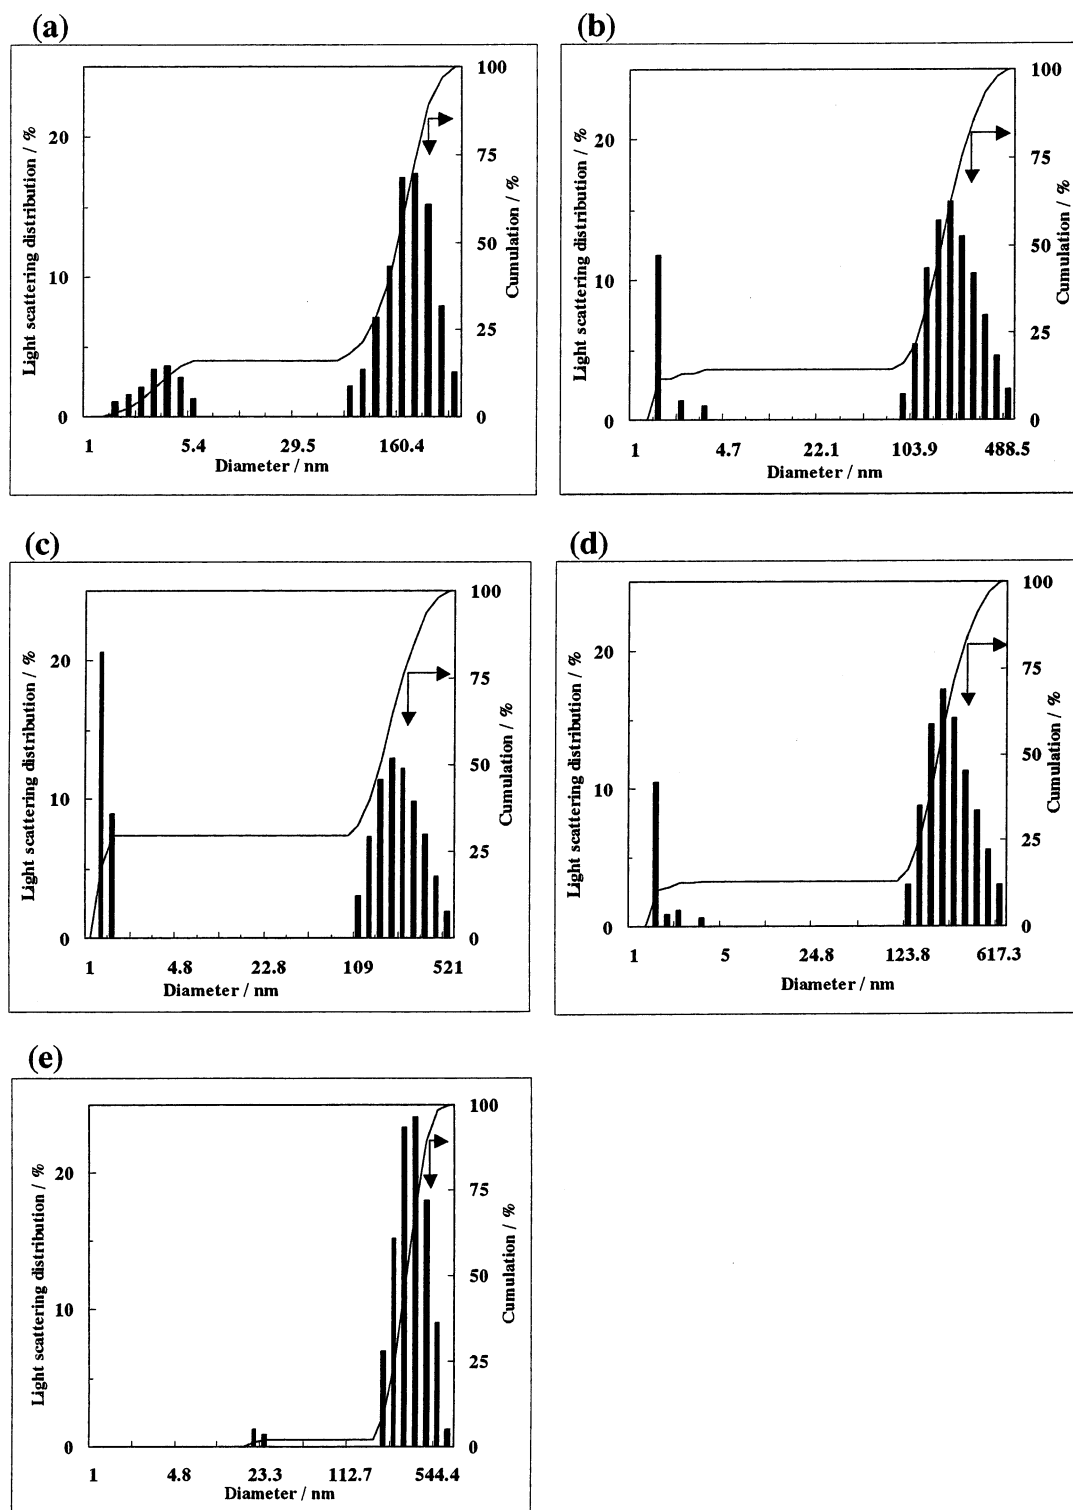 (a)
Light scattering distribution / %
20
10
0
100
75
50
25
0
Cumulation / %
1 5.4 29.5 160.4
Diameter / nm
(b)
Light scattering distribution / %
20
10
0
100
75
50
25
0
Cumulation / %
1 4.7 22.1 103.9 488.5
Diameter / nm
(c)
Light scattering distribution / %
20
10
0
100
75
50
25
0
Cumulation / %
1 4.8 22.8 109 521
Diameter / nm
(d)
Light scattering distribution / %
20
10
0
100
75
50
25
0
Cumulation / %
1 5 24.8 123.8 617.3
Diameter / nm
(e)
Light scattering distribution / %
20
10
0
100
75
50
25
0
Cumulation / %
1 4.8 23.3 112.7 544.4
Diameter / nm